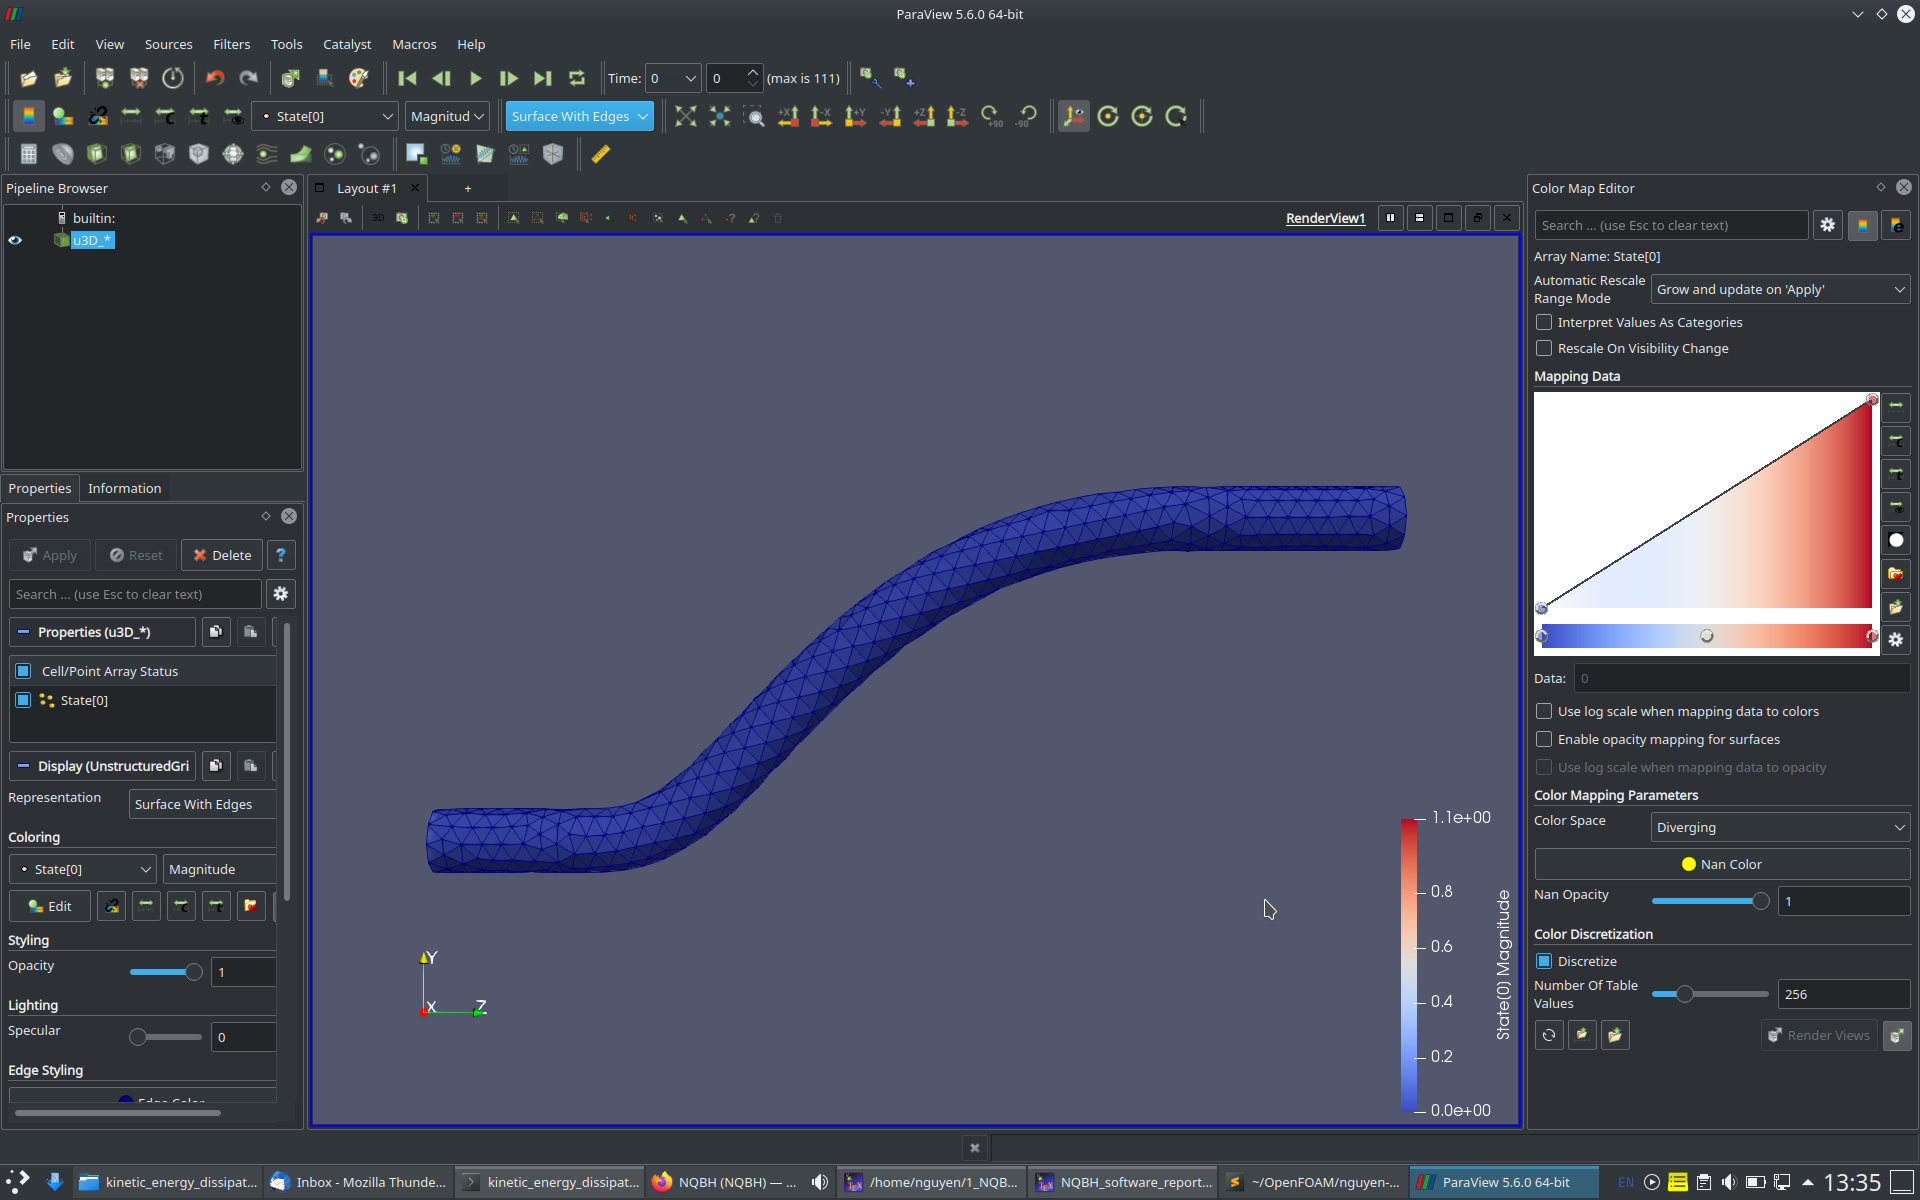 ParaView 5.6.0 64-bit
File Edit View Sources Filters Tools Catalyst Macros Help
Time: 0 0 (max is 111)
State[0] Magnitud Surface With Edges +X -X +Y -Y +Z -Z +90 -90
Pipeline Browser
builtin:
u3D_*
Layout #1 +
3D RenderView1
Properties Information
Properties
Apply Reset Delete ?
Search ... (use Esc to clear text)
Properties (u3D_*)
Cell/Point Array Status
State[0]
Display (UnstructuredGri
Representation Surface With Edges
Coloring
State[0] Magnitude
Edit
Styling
Opacity 1
Lighting
Specular 0
Edge Styling
Edge Color
Y
X Z
1.1e+00
0.8
0.6
0.4
0.2
0.0e+00
State(0) Magnitude
Color Map Editor
Search ... (use Esc to clear text)
Array Name: State[0]
Automatic Rescale
Range Mode
Grow and update on 'Apply'
Interpret Values As Categories
Rescale On Visibility Change
Mapping Data
Data: 0
Use log scale when mapping data to colors
Enable opacity mapping for surfaces
Use log scale when mapping data to opacity
Color Mapping Parameters
Color Space Diverging
Nan Color
Nan Opacity 1
Color Discretization
Discretize
Number Of Table
Values
256
Render Views
kinetic_energy_dissipat... Inbox - Mozilla Thunde... kinetic_energy_dissipat... NQBH (NQBH) — ... /home/nguyen/1_NQB... NQBH_software_report... ~/OpenFOAM/nguyen-... ParaView 5.6.0 64-bit EN 13:35